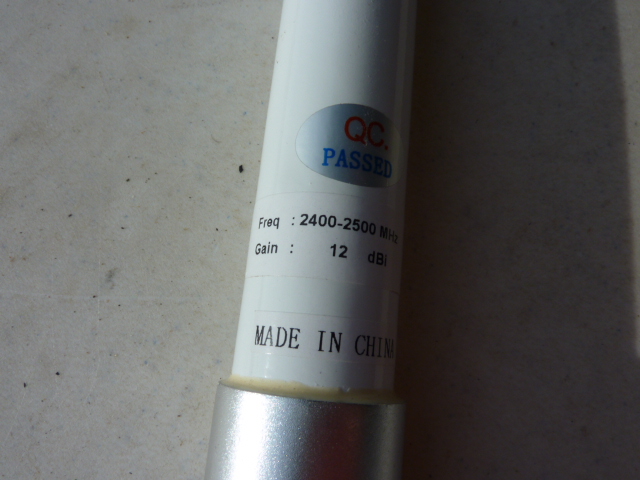 QC.
PASSED
Freq : 2400-2500 MHz
Gain : 12 dBi
MADE IN CHINA